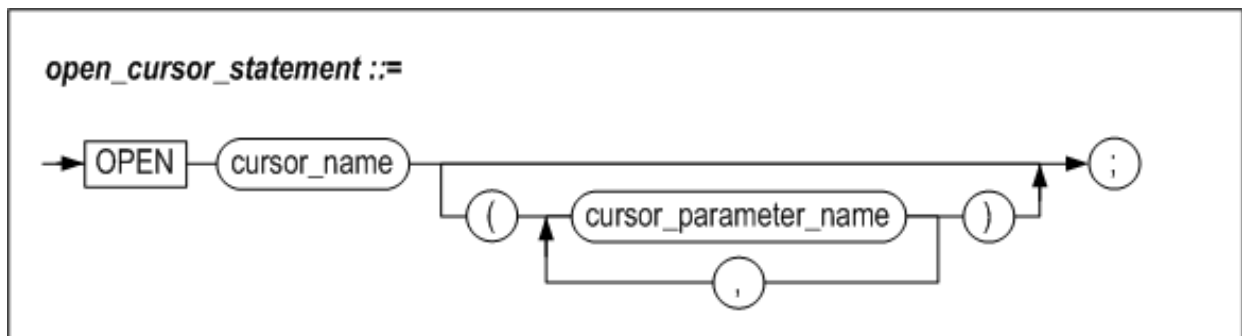 open_cursor_statement ::=
OPEN cursor_name ;
( cursor_parameter_name )
,